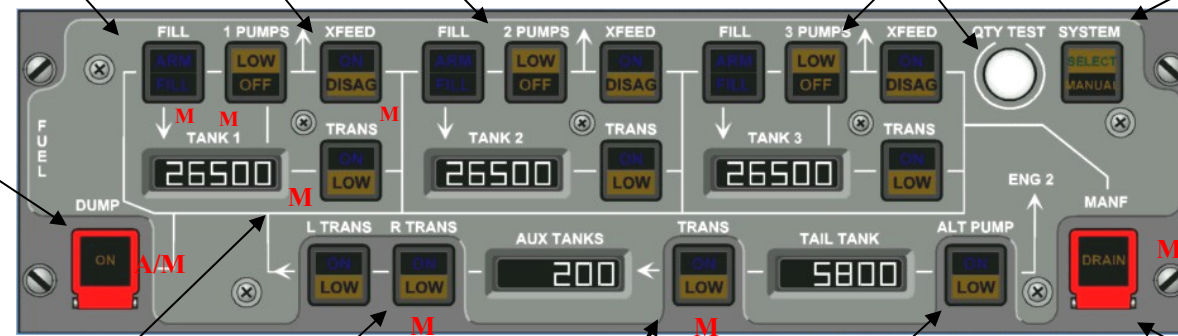 FILL 1 PUMPS XFEED FILL 2 PUMPS XFEED FILL 3 PUMPS XFEED QTY TEST SYSTEM
ARM LOW ON ARM LOW ON ARM LOW ON SELECT
FILL OFF DISAG FILL OFF DISAG FILL OFF DISAG MANUAL
M M M
FUEL
TANK 1 TRANS TANK 2 TRANS TANK 3 TRANS
26500 ON 26500 ON 26500 ON
LOW LOW LOW
M
ENG 2
DUMP MANF
L TRANS R TRANS AUX TANKS TRANS TAIL TANK ALT PUMP
ON A/M ON ON 200 ON 5800 ON DRAIN M
LOW LOW LOW LOW
M M